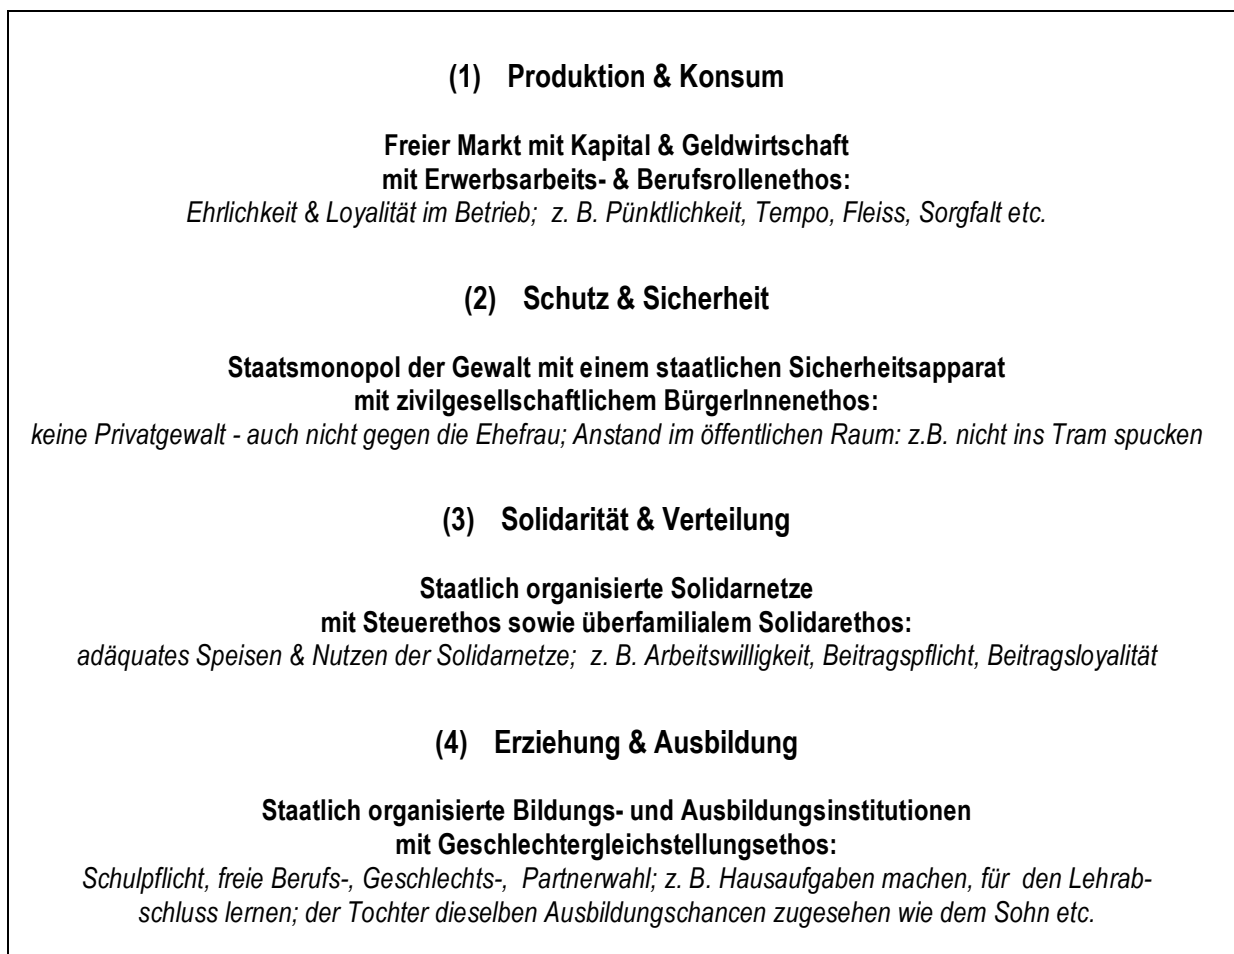 (1) Produktion & Konsum
Freier Markt mit Kapital & Geldwirtschaft
mit Erwerbsarbeits- & Berufsrollenethos:
Ehrlichkeit & Loyalität im Betrieb; z. B. Pünktlichkeit, Tempo, Fleiss, Sorgfalt etc.
(2) Schutz & Sicherheit
Staatsmonopol der Gewalt mit einem staatlichen Sicherheitsapparat
mit zivilgesellschaftlichem BürgerInnenethos:
keine Privatgewalt - auch nicht gegen die Ehefrau; Anstand im öffentlichen Raum: z.B. nicht ins Tram spucken
(3) Solidarität & Verteilung
Staatlich organisierte Solidarnetze
mit Steuerethos sowie überfamilialem Solidarethos:
adäquates Speisen & Nutzen der Solidarnetze; z. B. Arbeitswilligkeit, Beitragspflicht, Beitragsloyalität
(4) Erziehung & Ausbildung
Staatlich organisierte Bildungs- und Ausbildungsinstitutionen
mit Geschlechtergleichstellungsethos:
Schulpflicht, freie Berufs-, Geschlechts-, Partnerwahl; z. B. Hausaufgaben machen, für den Lehrab-
schluss lernen; der Tochter dieselben Ausbildungschancen zugesehen wie dem Sohn etc.